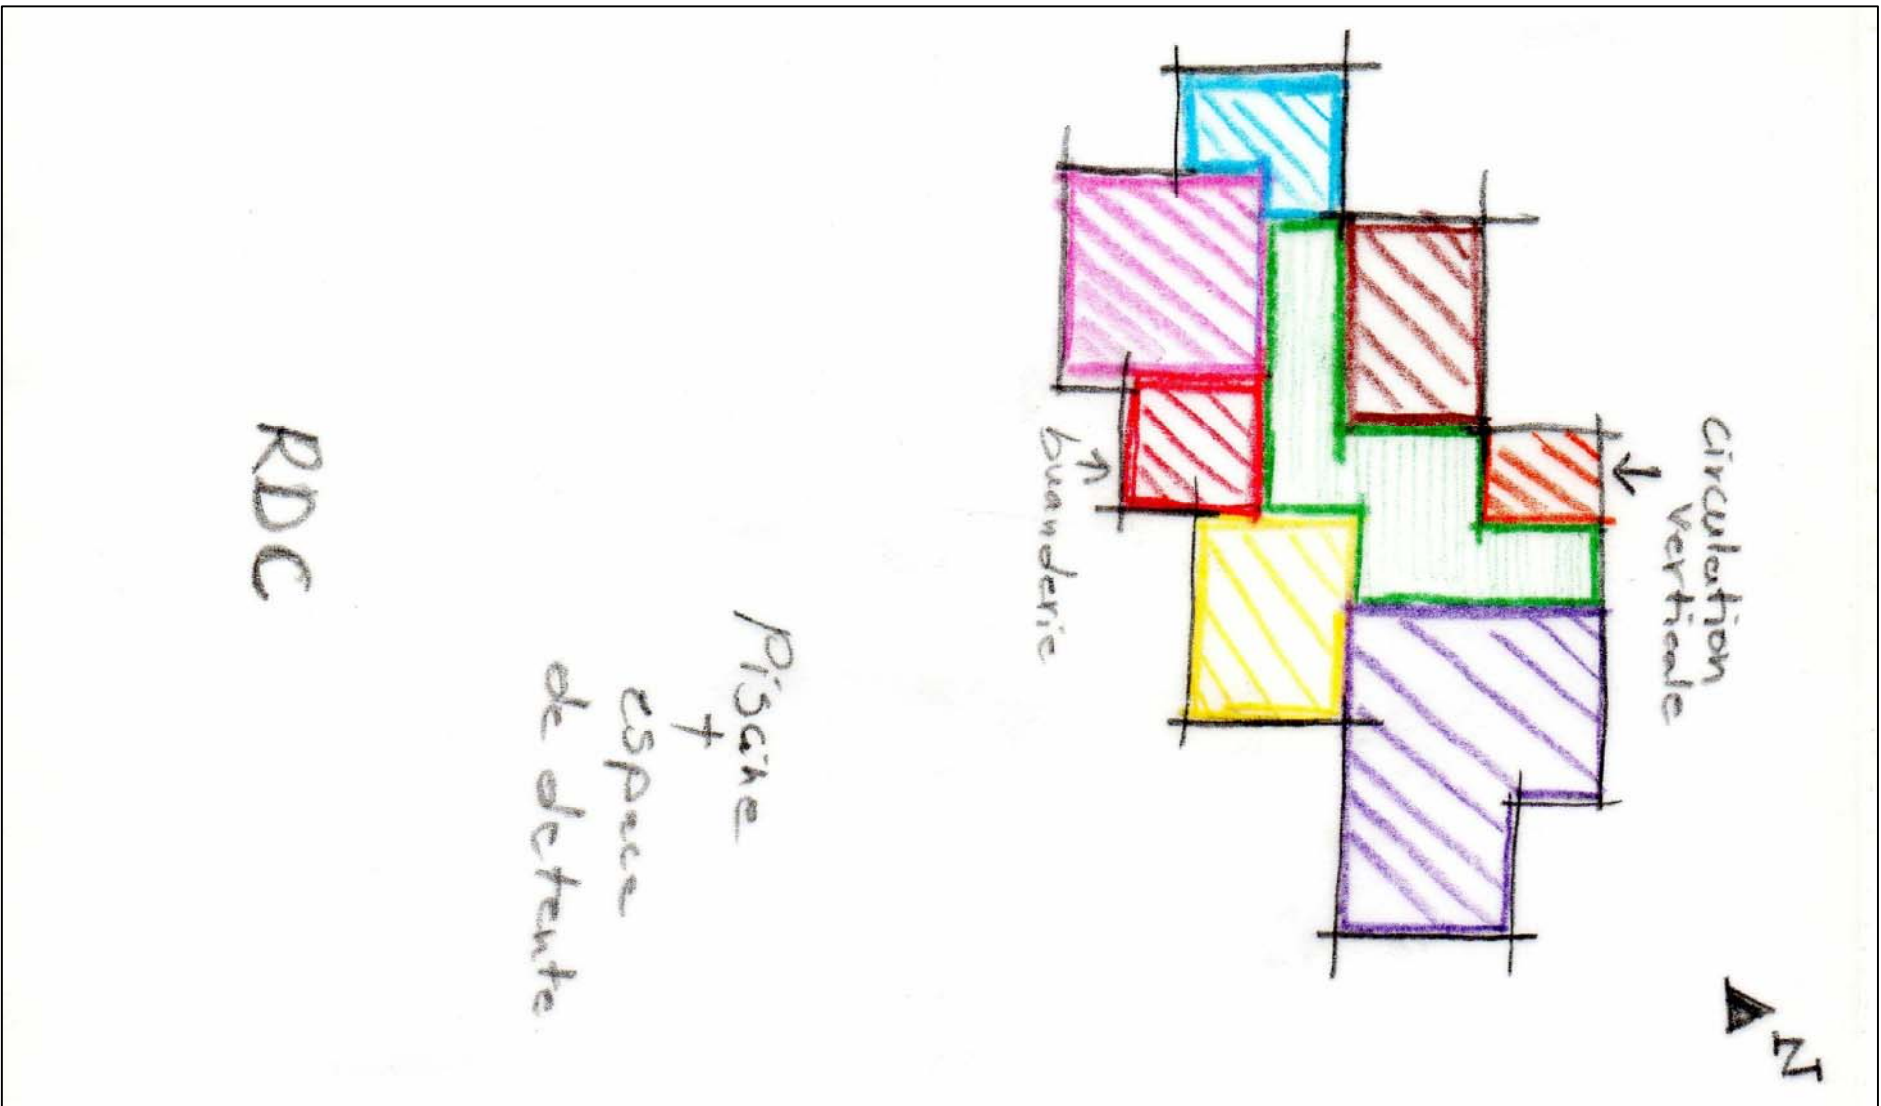 N
circulation
verticale
buanderie
Piscine
+
espace
de detente
RDC